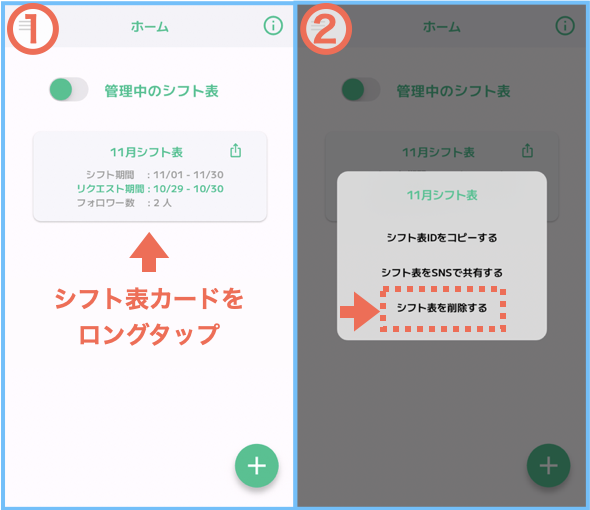 1
ホーム
管理中のシフト表
11月シフト表
シフト期間 : 11/01 - 11/30
リクエスト期間 : 10/29 - 10/30
フォロワー数 : 2 人
シフト表カードを
ロングタップ
2
ホーム
管理中のシフト表
11月シフト表
11月シフト表
シフト表IDをコピーする
シフト表をSNSで共有する
シフト表を削除する